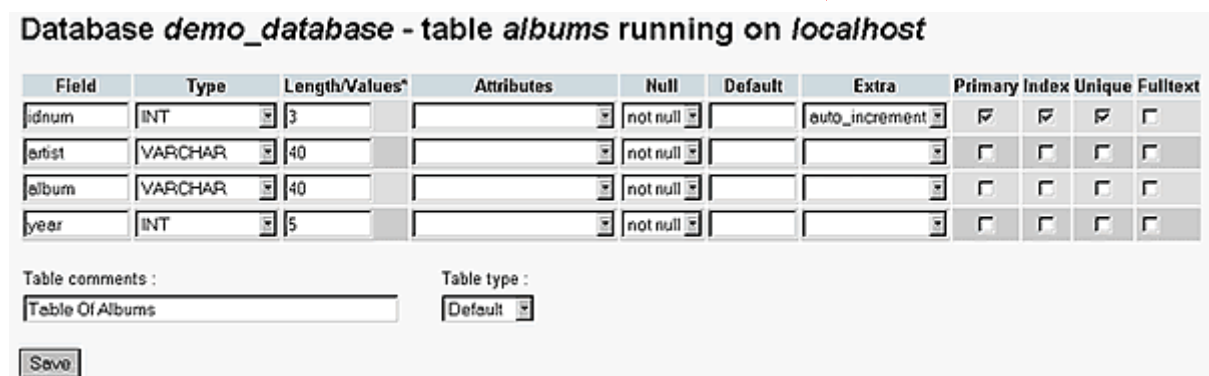 Database demo_database - table albums running on localhost
Field Type Length/Values* Attributes Null Default Extra Primary Index Unique Fulltext
idnum INT 3 not null auto_increment
artist VARCHAR 40 not null
album VARCHAR 40 not null
year INT 5 not null
Table comments : Table type :
Table Of Albums Default
Save